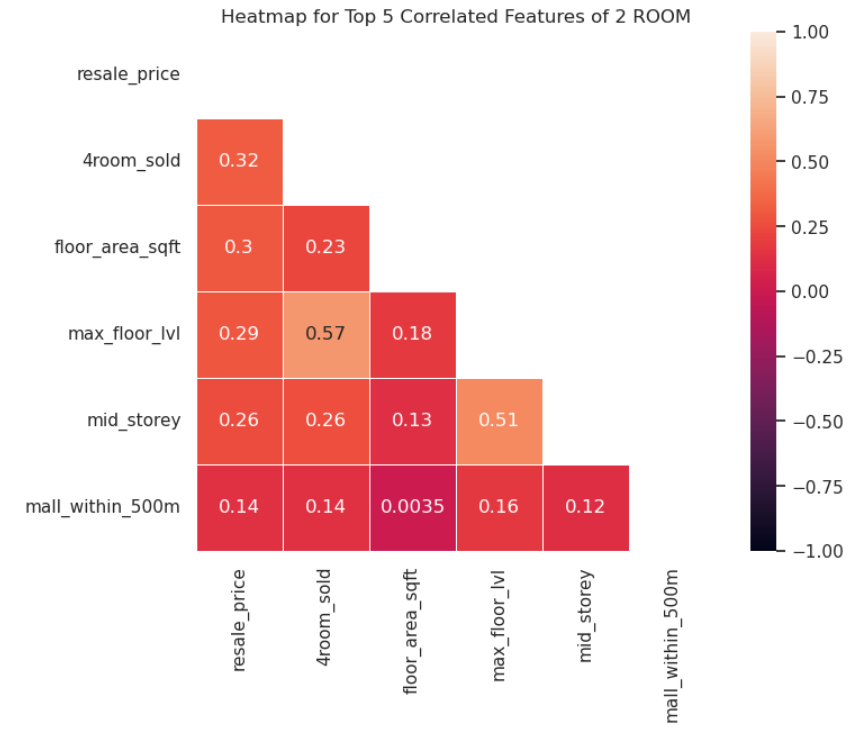 Heatmap for Top 5 Correlated Features of 2 ROOM
resale_price
4room_sold
0.32
floor_area_sqft
0.3 0.23
max_floor_lvl
0.29 0.57 0.18
mid_storey
0.26 0.26 0.13 0.51
mall_within_500m
0.14 0.14 0.0035 0.16 0.12
resale_price
4room_sold
floor_area_sqft
max_floor_lvl
mid_storey
mall_within_500m
1.00
0.75
0.50
0.25
0.00
−0.25
−0.50
−0.75
−1.00